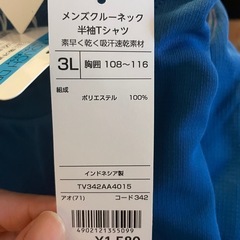 メンズクルーネック
半袖Tシャツ
素早く乾く吸汗速乾素材
3L 胸囲 108～116
組成
ポリエステル 100%
インドネシア製
TV342AA4015
アオ(71) コード342
4902121355099
¥1,580